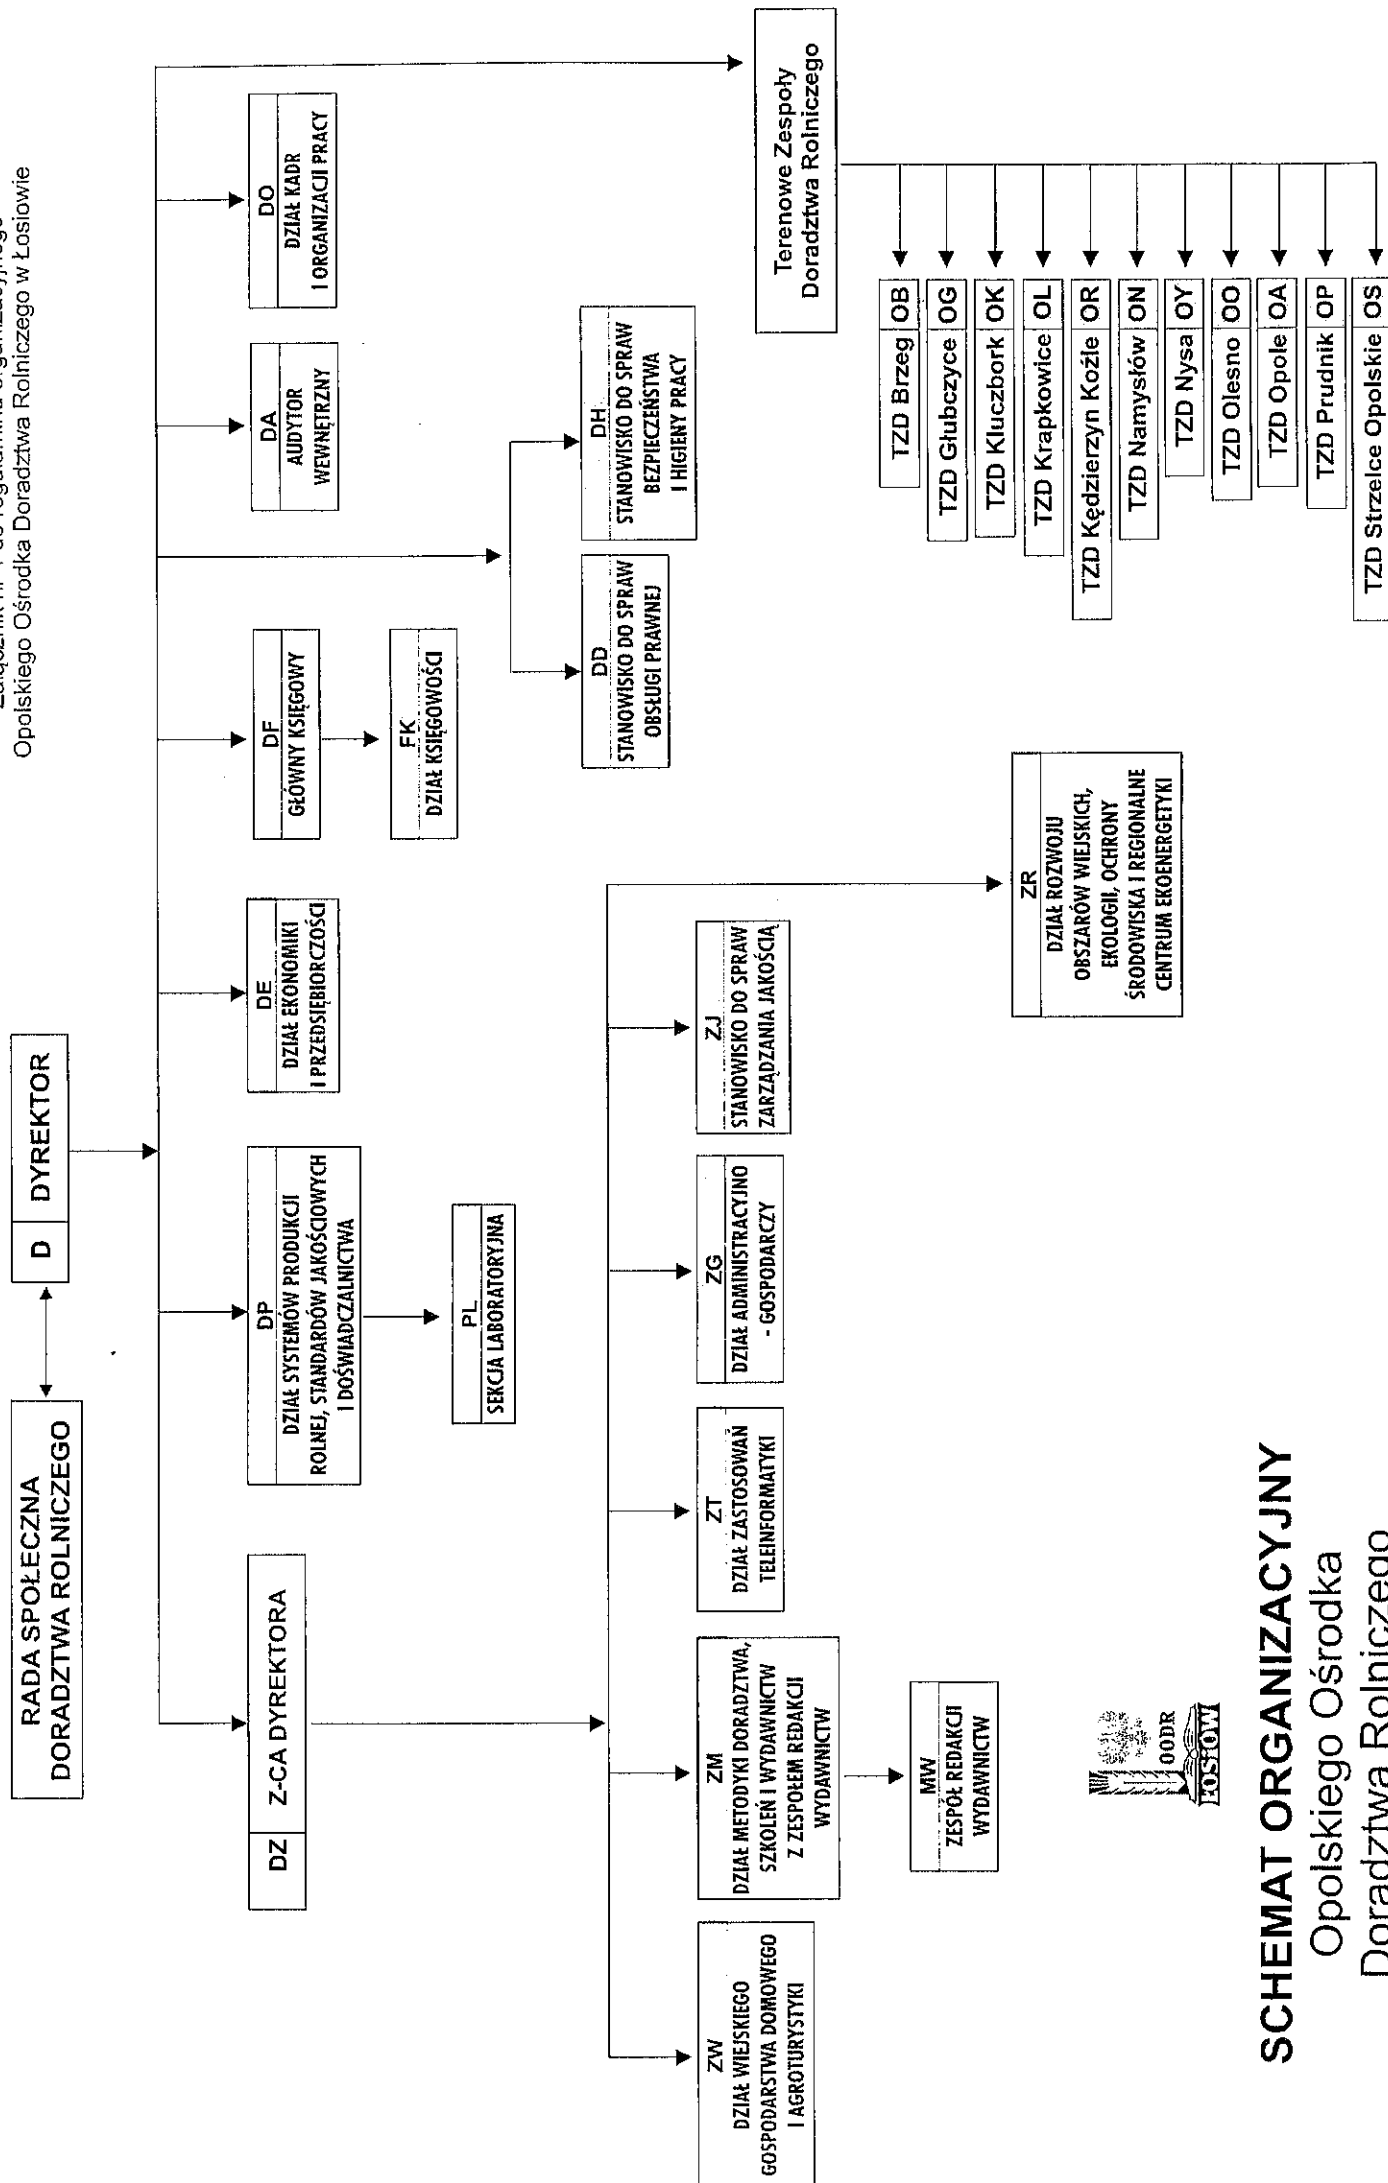 Załącznik nr 1 do regulaminu organizacyjnego
Opolskiego Ośrodka Doradztwa Rolniczego w Łosiowie
RADA SPOŁECZNA
DORADZTWA ROLNICZEGO
D DYREKTOR
DZ Z-CA DYREKTORA
DP
DZIAŁ SYSTEMÓW PRODUKCJI
ROLNEJ, STANDARDÓW JAKOŚCIOWYCH
I DOŚWIADCZALNICTWA
PL
SEKCJA LABORATORYJNA
DE
DZIAŁ EKONOMIKI
I PRZEDSIĘBIORCZOŚCI
DF
GŁÓWNY KSIĘGOWY
FK
DZIAŁ KSIĘGOWOŚCI
DA
AUDYTOR
WEWNĘTRZNY
DO
DZIAŁ KADR
I ORGANIZACJI PRACY
DD
STANOWISKO DO SPRAW
OBSŁUGI PRAWNEJ
DH
STANOWISKO DO SPRAW
BEZPIECZEŃSTWA
I HIGIENY PRACY
ZW
DZIAŁ WIEJSKIEGO
GOSPODARSTWA DOMOWEGO
I AGROTURYSTYKI
ZM
DZIAŁ METODYKI DORADZTWA,
SZKOLEŃ I WYDAWNICTW
Z ZESPOŁEM REDAKCJI
WYDAWNICTW
MW
ZESPÓŁ REDAKCJI
WYDAWNICTW
ZT
DZIAŁ ZASTOSOWAŃ
TELEINFORMATYKI
ZG
DZIAŁ ADMINISTRACYJNO
- GOSPODARCZY
ZJ
STANOWISKO DO SPRAW
ZARZĄDZANIA JAKOŚCIĄ
ZR
DZIAŁ ROZWOJU
OBSZARÓW WIEJSKICH,
EKOLOGII, OCHRONY
ŚRODOWISKA I REGIONALNE
CENTRUM EKOENERGETYKI
Terenowe Zespoły
Doradztwa Rolniczego
TZD Brzeg OB
TZD Głubczyce OG
TZD Kluczbork OK
TZD Krapkowice OL
TZD Kędzierzyn Koźle OR
TZD Namysłów ON
TZD Nysa OY
TZD Olesno OO
TZD Opole OA
TZD Prudnik OP
TZD Strzelce Opolskie OS
OODR
ŁOSIÓW
SCHEMAT ORGANIZACYJNY
Opolskiego Ośrodka
Doradztwa Rolniczego